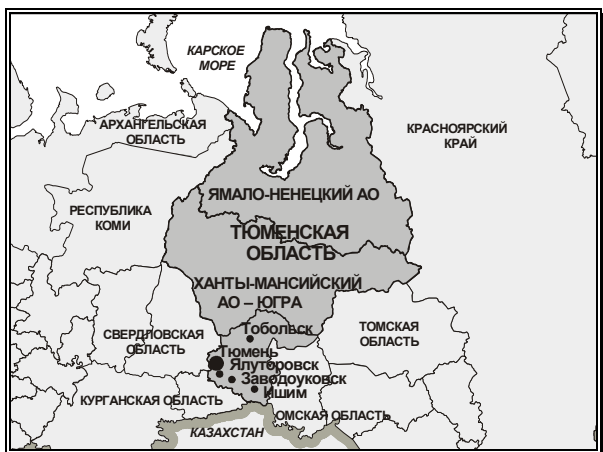 КАРСКОЕ
МОРЕ
АРХАНГЕЛЬСКАЯ
ОБЛАСТЬ
КРАСНОЯРСКИЙ
КРАЙ
ЯМАЛО-НЕНЕЦКИЙ АО
РЕСПУБЛИКА
КОМИ
ТЮМЕНСКАЯ
ОБЛАСТЬ
ХАНТЫ-МАНСИЙСКИЙ
АО – ЮГРА
СВЕРДЛОВСКАЯ
ОБЛАСТЬ
Тобольск
ТОМСКАЯ
ОБЛАСТЬ
Тюмень
Ялуторовск
Заводоуковск
Ишим
КУРГАНСКАЯ ОБЛАСТЬ
ОМСКАЯ ОБЛАСТЬ
КАЗАХСТАН